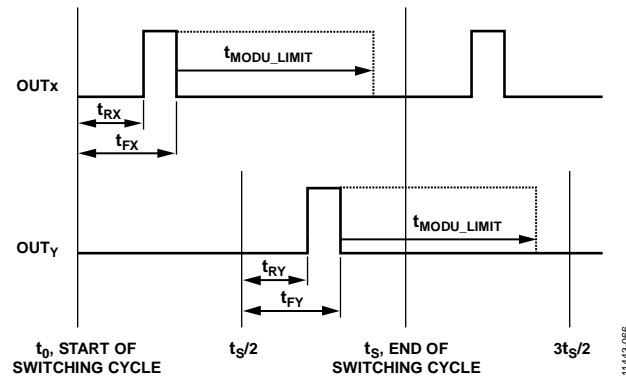 tMODU_LIMIT
OUTx
tRX
tFX
tMODU_LIMIT
OUTY
tRY
tFY
t0, START OF
SWITCHING CYCLE
tS/2
tS, END OF
SWITCHING CYCLE
3tS/2
11443-066